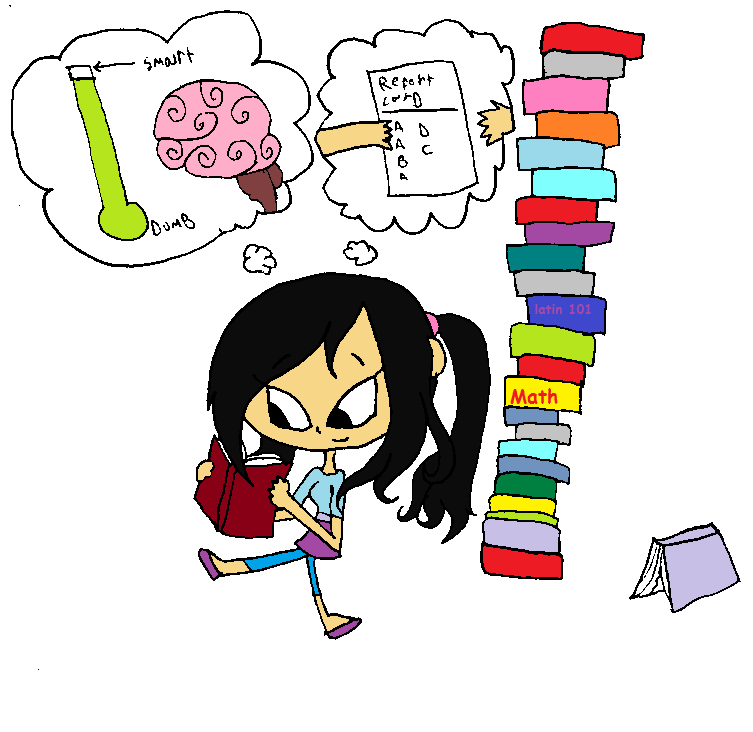 SMART
DUMB
Report
CarD
A D
A C
B
A
latin 101
Math